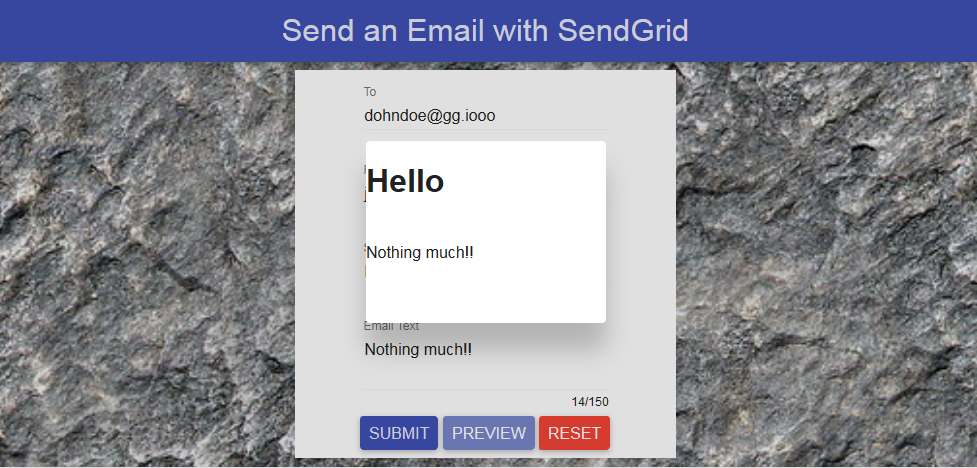 Send an Email with SendGrid
To
dohndoe@gg.iooo
Hello
Nothing much!!
Email Text
Nothing much!!
14/150
SUBMIT PREVIEW RESET